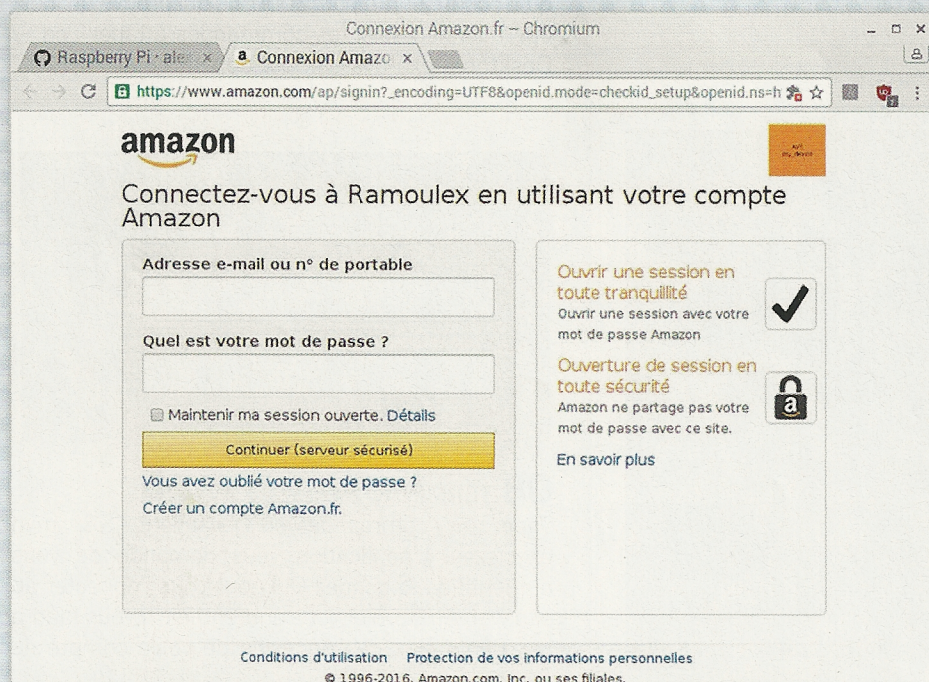 Connexion Amazon.fr – Chromium
Raspberry Pi · ale
a Connexion Amazo
https://www.amazon.com/ap/signin?_encoding=UTF8&openid.mode=checkid_setup&openid.ns=h
amazon
Connectez-vous à Ramoulex en utilisant votre compte
Amazon
Adresse e-mail ou n° de portable
Quel est votre mot de passe ?
Maintenir ma session ouverte. Détails
Continuer (serveur sécurisé)
Vous avez oublié votre mot de passe ?
Créer un compte Amazon.fr.
Ouvrir une session en
toute tranquillité
Ouvrir une session avec votre
mot de passe Amazon
Ouverture de session en
toute sécurité
a
Amazon ne partage pas votre
mot de passe avec ce site.
En savoir plus
Conditions d'utilisation Protection de vos informations personnelles
© 1996-2016, Amazon.com, Inc. ou ses filiales.